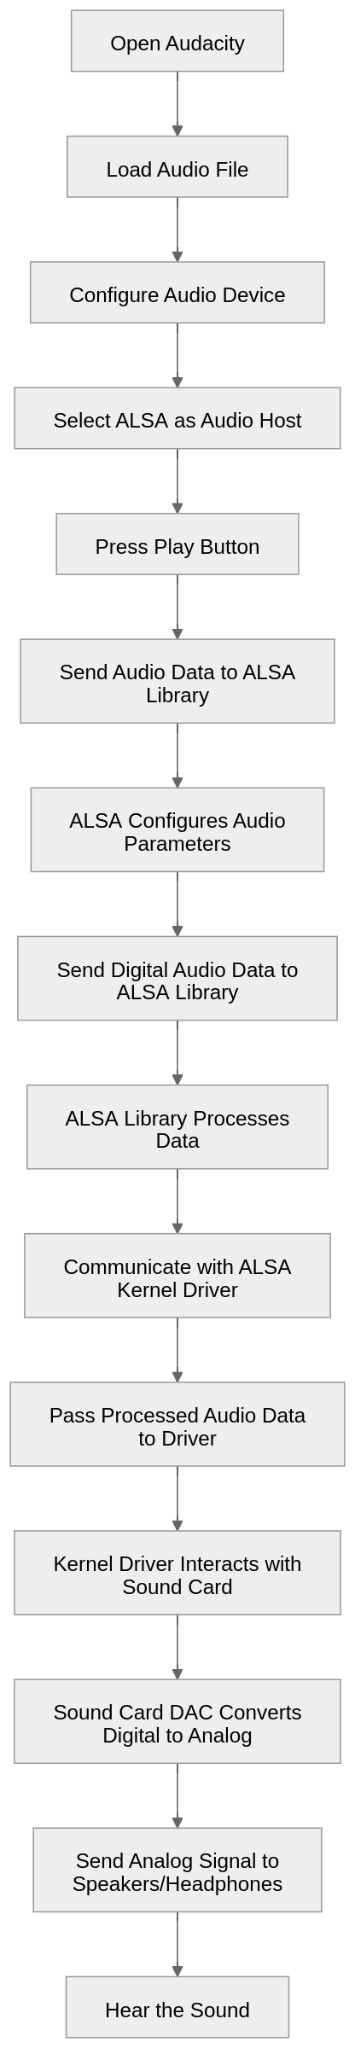 Open Audacity
Load Audio File
Configure Audio Device
Select ALSA as Audio Host
Press Play Button
Send Audio Data to ALSA
Library
ALSA Configures Audio
Parameters
Send Digital Audio Data to
ALSA Library
ALSA Library Processes
Data
Communicate with ALSA
Kernel Driver
Pass Processed Audio Data
to Driver
Kernel Driver Interacts with
Sound Card
Sound Card DAC Converts
Digital to Analog
Send Analog Signal to
Speakers/Headphones
Hear the Sound